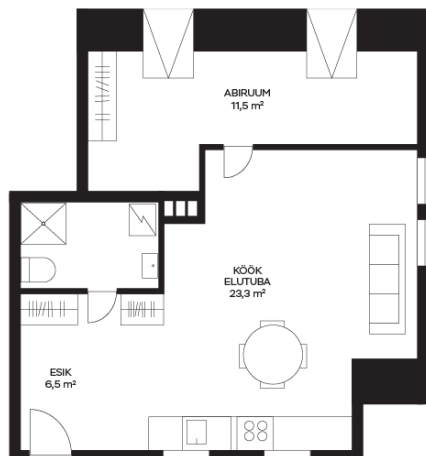 ABIRUUM
11,5 m²
KÖÖK
ELUTUBA
23,3 m²
ESIK
6,5 m²